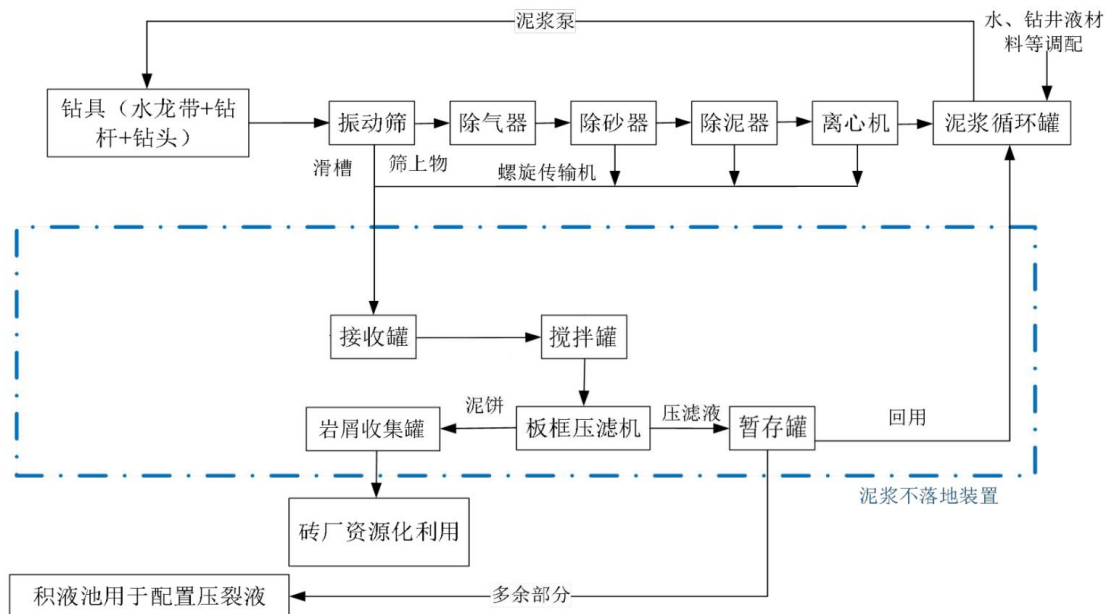 泥浆泵
水、钻井液材
料等调配
钻具（水龙带+钻
杆+钻头）
振动筛
除气器
除砂器
除泥器
离心机
泥浆循环罐
滑槽
筛上物
螺旋传输机
接收罐
搅拌罐
泥饼
压滤液
回用
岩屑收集罐
板框压滤机
暂存罐
泥浆不落地装置
砖厂资源化利用
积液池用于配置压裂液
多余部分